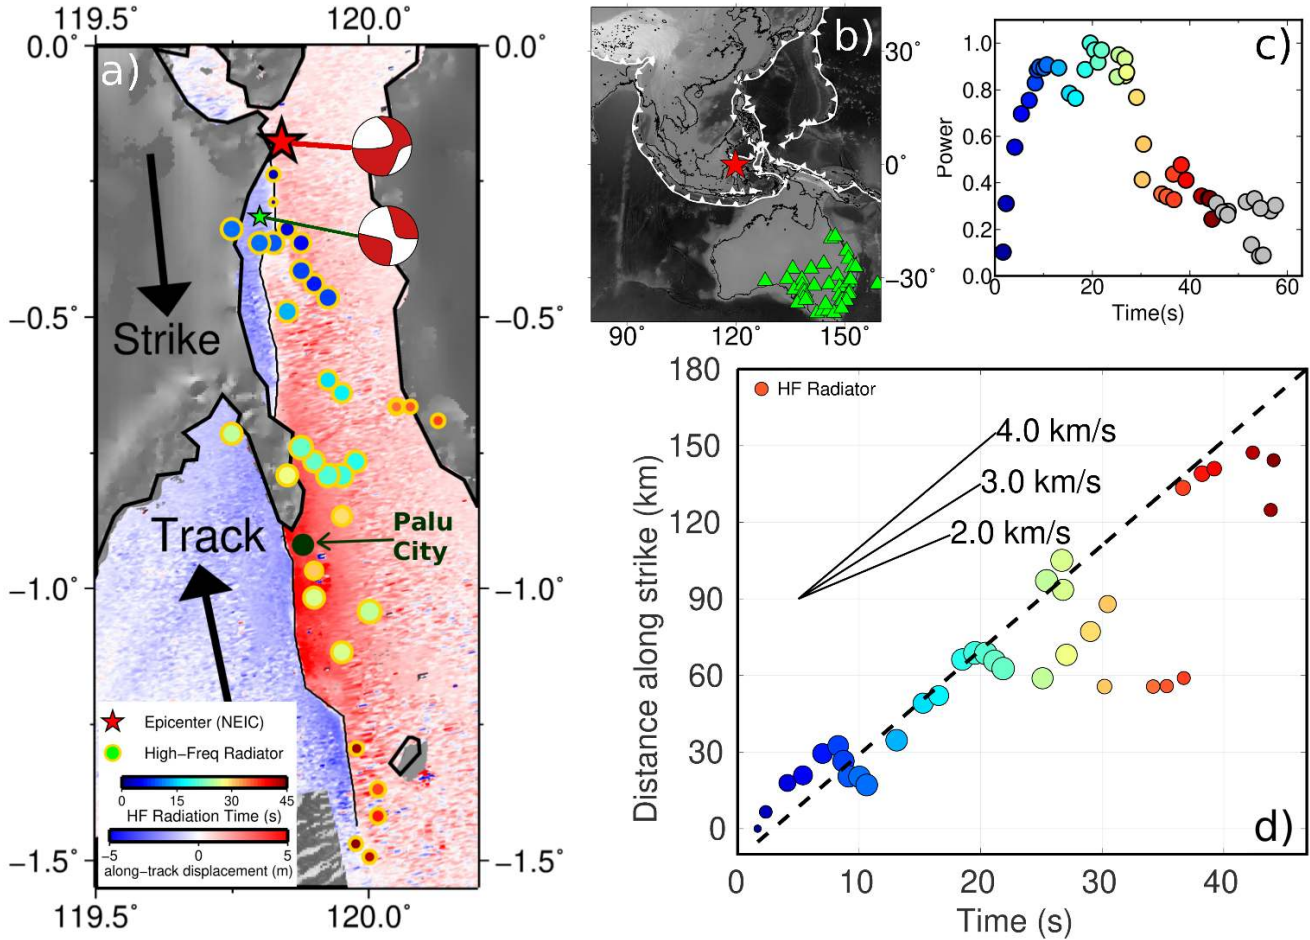 119.5˚ 120.0˚
0.0˚ 0.0˚
a)
−0.5˚ −0.5˚
Strike
Track
Palu
City
−1.0˚ −1.0˚
Epicenter (NEIC)
High−Freq Radiator
0 15 30 45
HF Radiation Time (s)
−5 0 5
along−track displacement (m)
−1.5˚ −1.5˚
119.5˚ 120.0˚
b)
30˚
0˚
−30˚
90˚ 120˚ 150˚
c)
Power
1.0
0.8
0.6
0.4
0.2
0.0
0 20 40 60
Time(s)
180
150
120
90
60
30
0
Distance along strike (km)
HF Radiator
4.0 km/s
3.0 km/s
2.0 km/s
d)
0 10 20 30 40
Time (s)